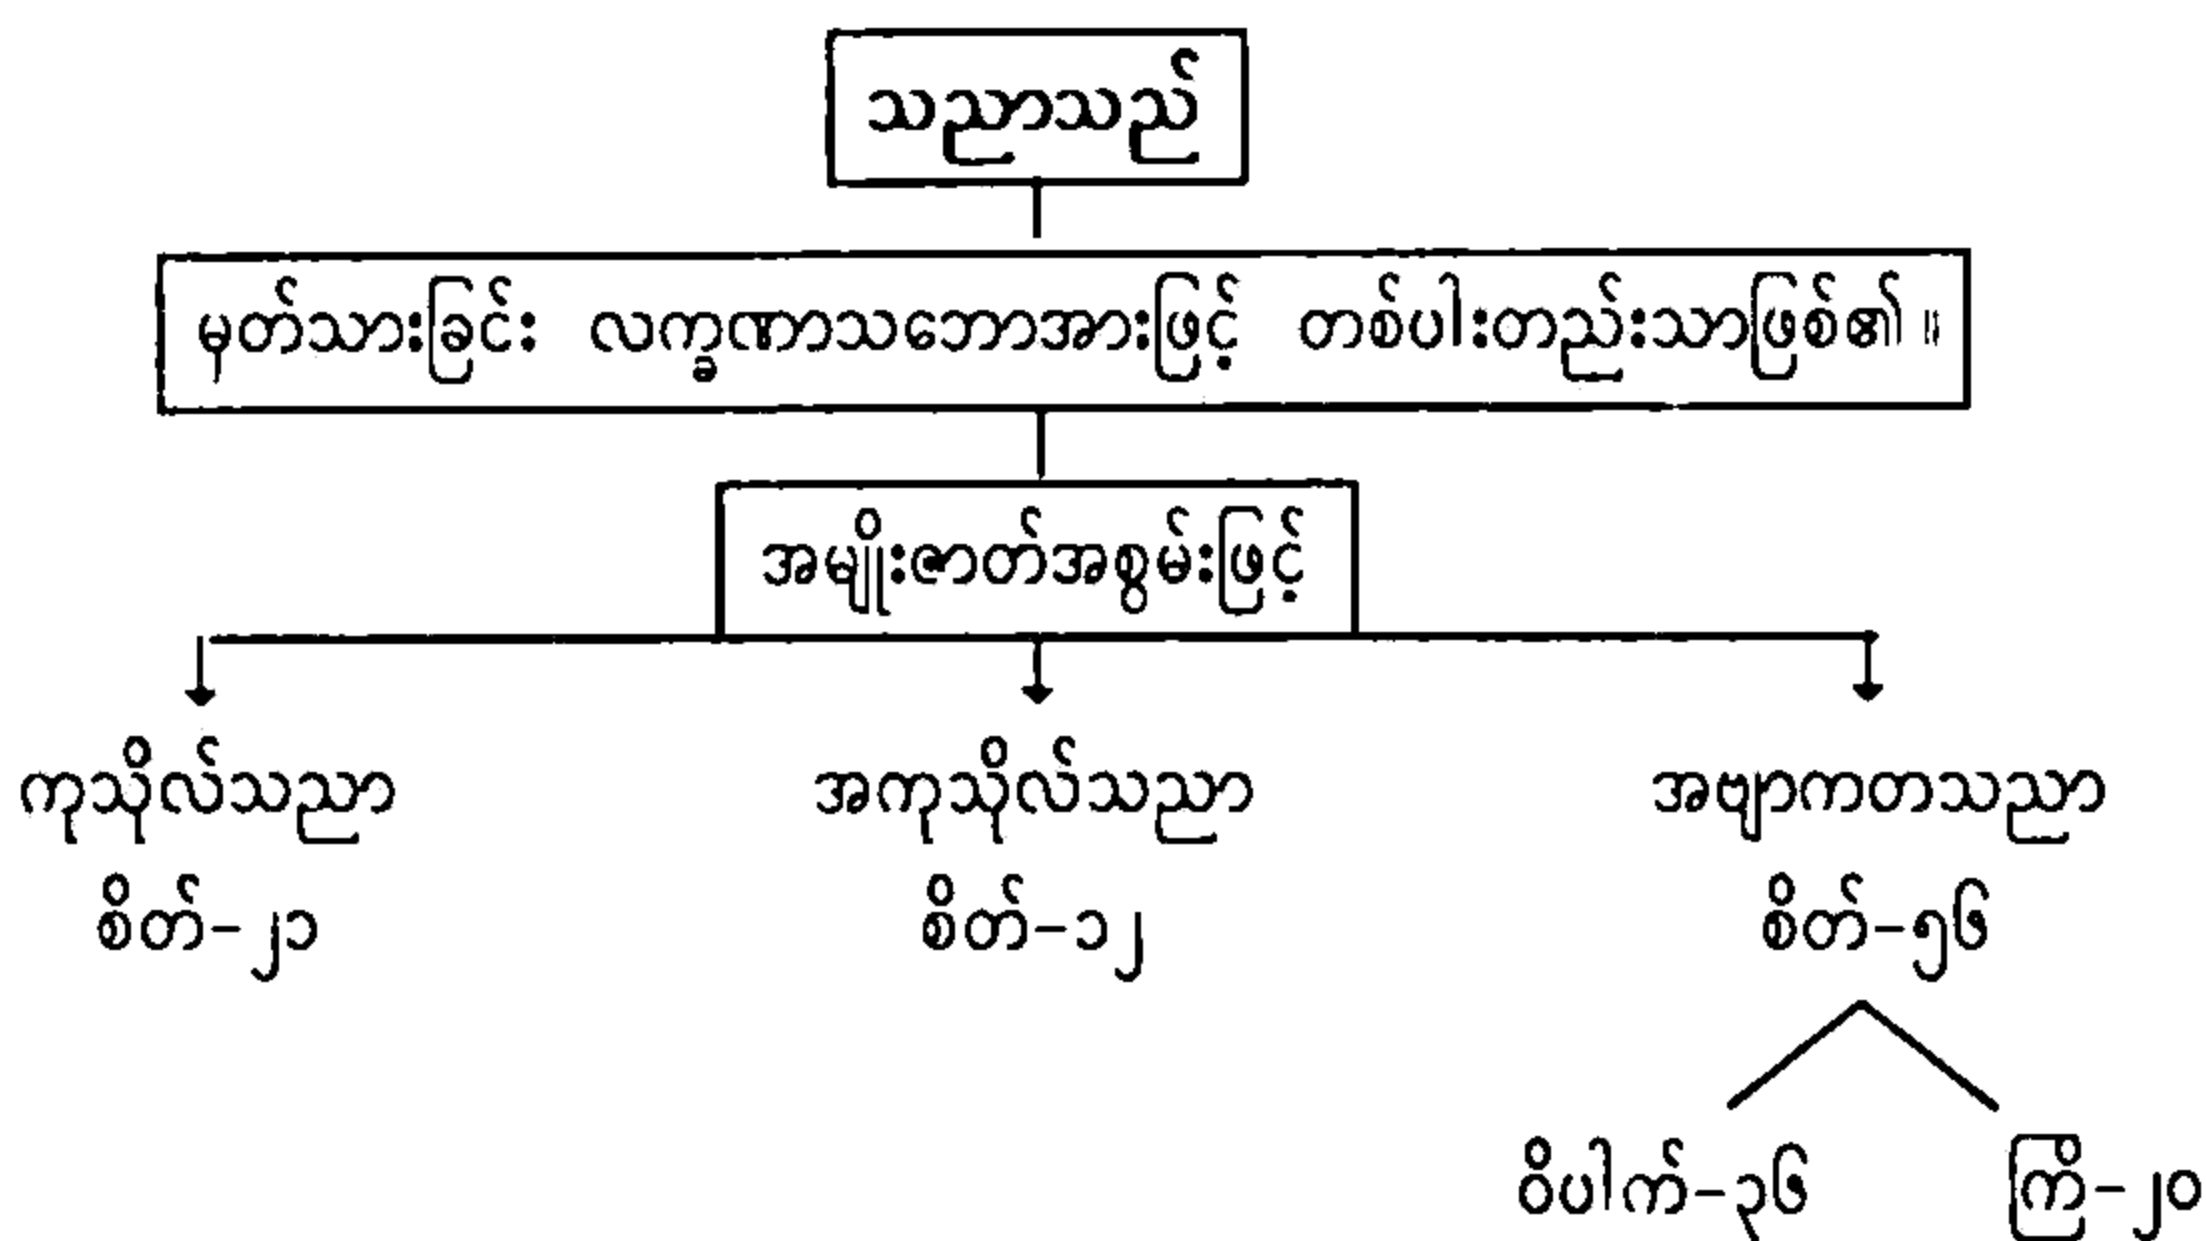 သညာသည်
မှတ်သားခြင်း လက္ခဏာသဘောအားဖြင့် တစ်ပါးတည်းသာဖြစ်၏။
အမျိုးဇာတ်အစွမ်းဖြင့်
ကုသိုလ်သညာ အကုသိုလ်သညာ အဗျာကတသညာ
စိတ်-၂၁ စိတ်-၁၂ စိတ်-၅၆
ဝိပါက်-၃၆ ကြိ-၂၀